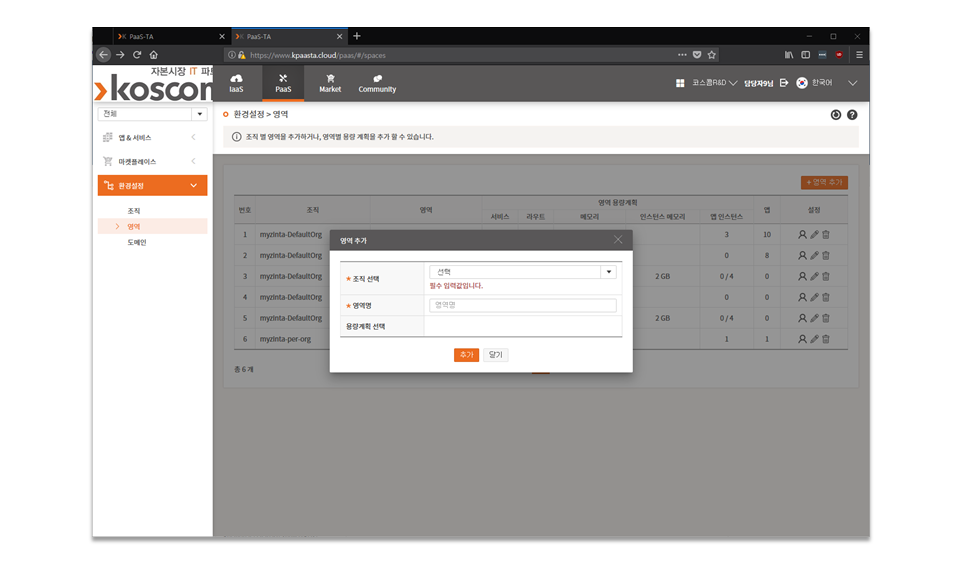 PaaS-TA
PaaS-TA
https://www.kpaasta.cloud/paas/#/spaces
자본시장 IT 파트
koscom
IaaS
PaaS
Market
Community
코스콤R&D
담당자9님
한국어
전체
앱 & 서비스
마켓플레이스
환경설정
조직
영역
도메인
환경설정 > 영역
조직 별 영역을 추가하거나, 영역별 용량 계획을 추가 할 수 있습니다.
+ 영역 추가
번호 조직 영역 영역 용량계획 앱 설정
서비스 라우트 메모리 인스턴스 메모리 앱 인스턴스
1 myzinta-DefaultOrg 3 10
2 myzinta-DefaultOrg 0 8
3 myzinta-DefaultOrg 2 GB 0 / 4 0
4 myzinta-DefaultOrg 0 0
5 myzinta-DefaultOrg 2 GB 0 / 4 0
6 myzinta-per-org 1 1
총 6 개
영역 추가
★ 조직 선택
선택
필수 입력값입니다.
★ 영역명
영역명
용량계획 선택
추가
닫기